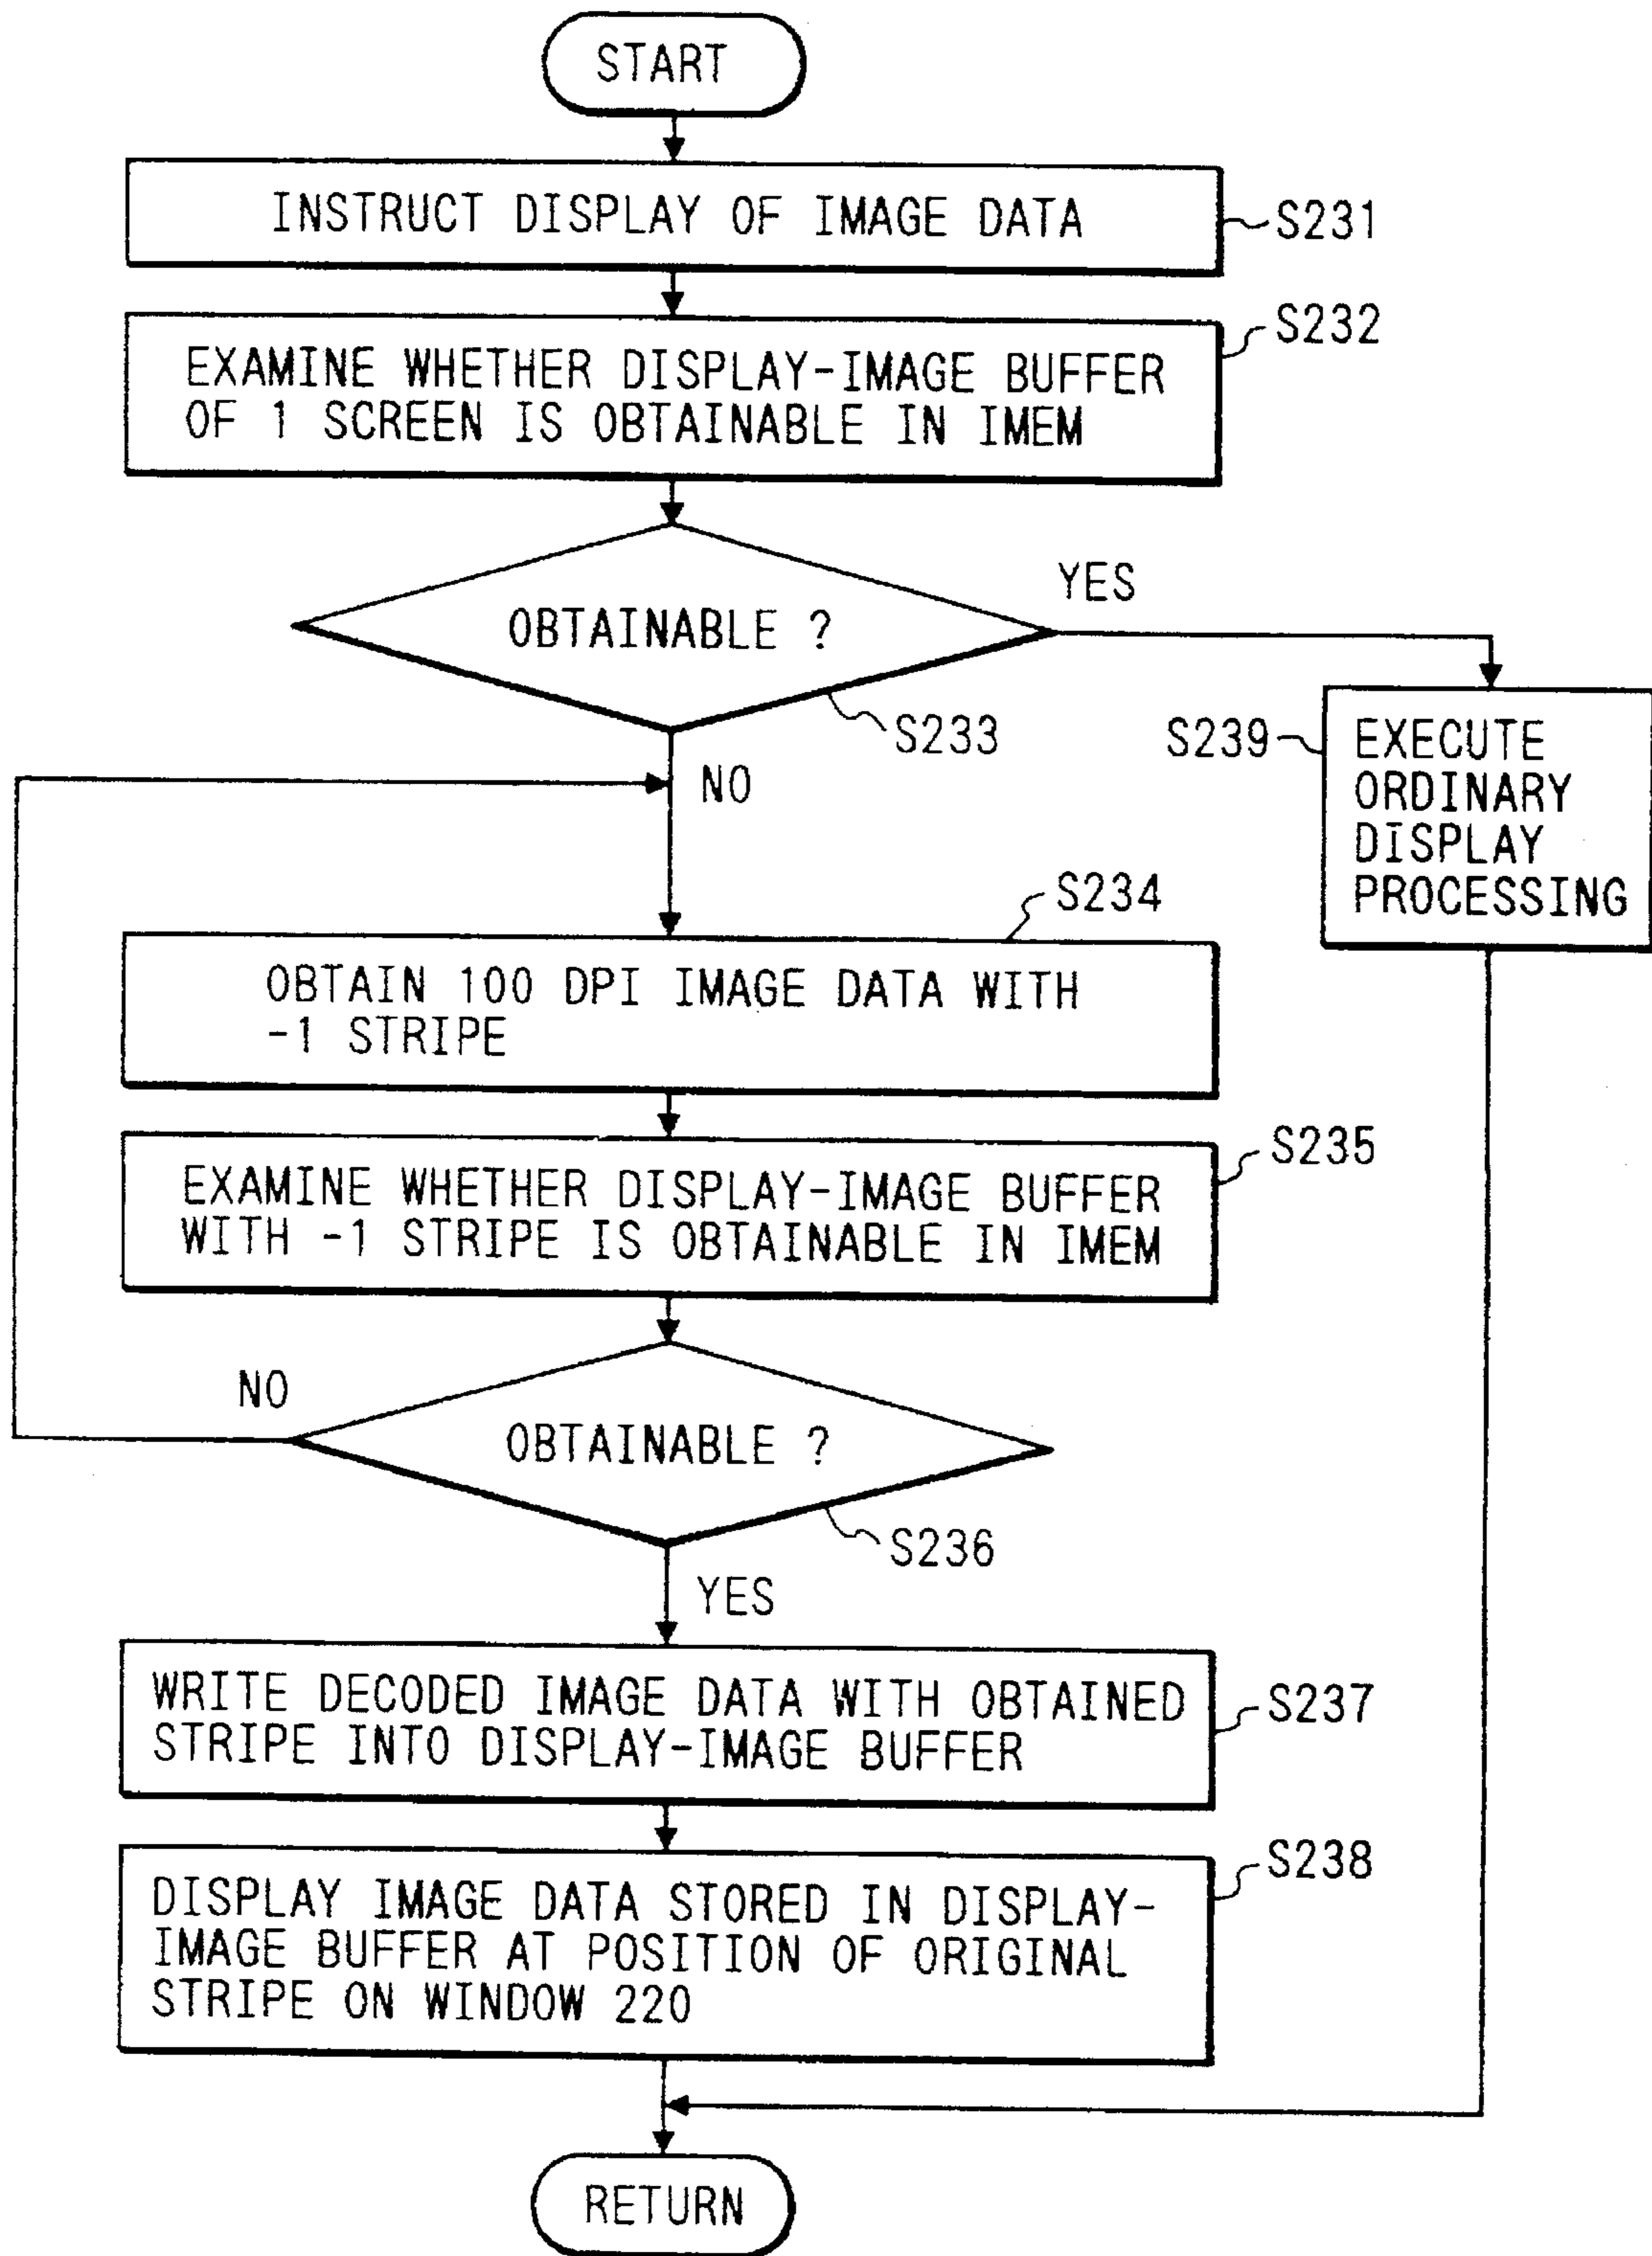 START
INSTRUCT DISPLAY OF IMAGE DATA
S231
S232
EXAMINE WHETHER DISPLAY-IMAGE BUFFER
OF 1 SCREEN IS OBTAINABLE IN IMEM
OBTAINABLE ?
YES
S233
NO
S239
EXECUTE
ORDINARY
DISPLAY
PROCESSING
S234
OBTAIN 100 DPI IMAGE DATA WITH
-1 STRIPE
S235
EXAMINE WHETHER DISPLAY-IMAGE BUFFER
WITH -1 STRIPE IS OBTAINABLE IN IMEM
NO
OBTAINABLE ?
S236
YES
WRITE DECODED IMAGE DATA WITH OBTAINED
STRIPE INTO DISPLAY-IMAGE BUFFER
S237
S238
DISPLAY IMAGE DATA STORED IN DISPLAY-
IMAGE BUFFER AT POSITION OF ORIGINAL
STRIPE ON WINDOW 220
RETURN